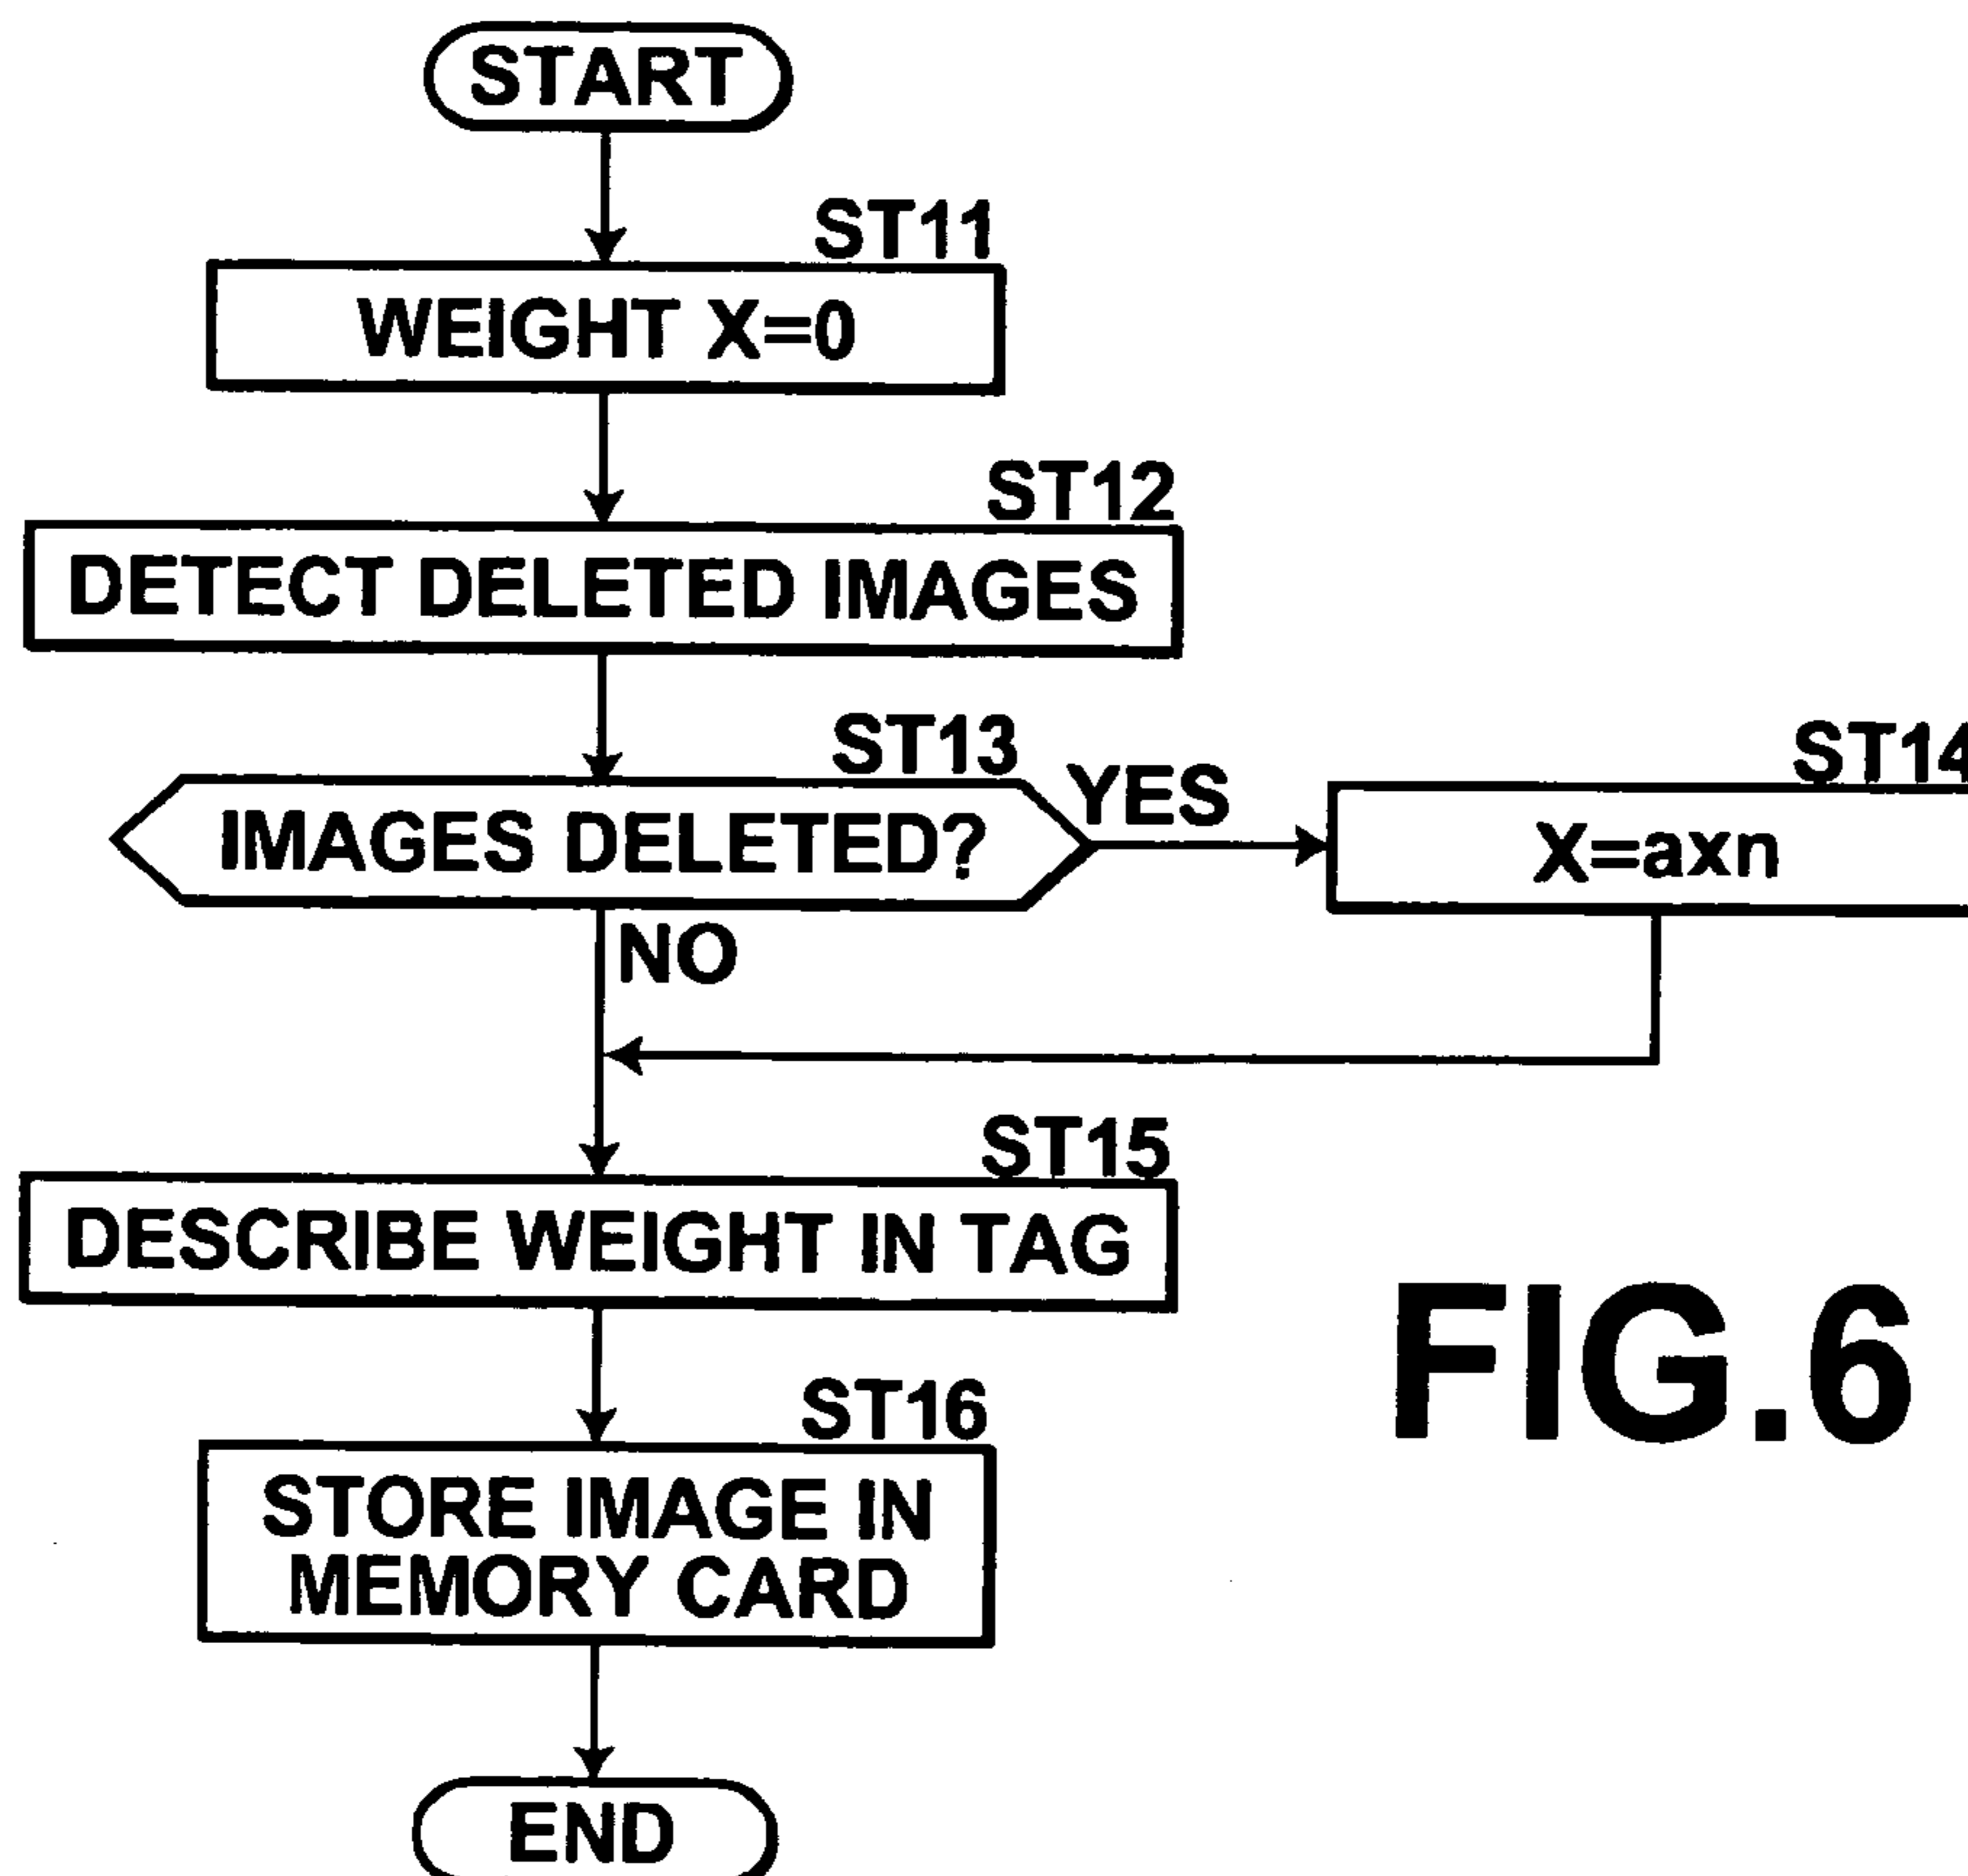 START
ST11
WEIGHT X=0
ST12
DETECT DELETED IMAGES
ST13
IMAGES DELETED?
YES
ST14
X=axn
NO
ST15
DESCRIBE WEIGHT IN TAG
ST16
STORE IMAGE IN
MEMORY CARD
END
FIG.6